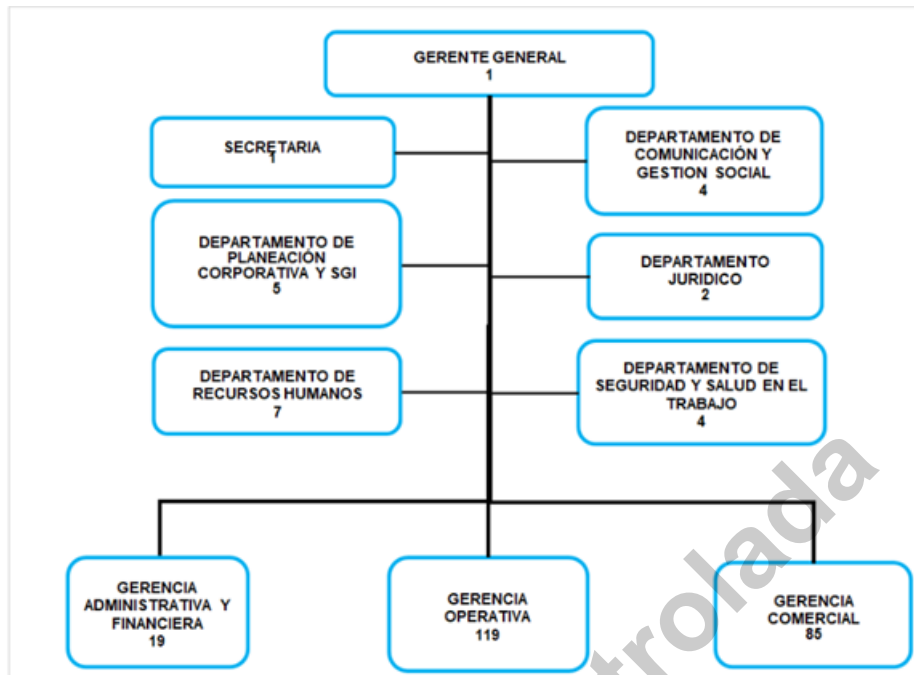 GERENTE GENERAL
1
SECRETARIA
1
DEPARTAMENTO DE
COMUNICACIÓN Y
GESTION SOCIAL
4
DEPARTAMENTO DE
PLANEACIÓN
CORPORATIVA Y SGI
5
DEPARTAMENTO
JURIDICO
2
DEPARTAMENTO DE
RECURSOS HUMANOS
7
DEPARTAMENTO DE
SEGURIDAD Y SALUD EN EL
TRABAJO
4
GERENCIA
ADMINISTRATIVA Y
FINANCIERA
19
GERENCIA
OPERATIVA
119
GERENCIA
COMERCIAL
85
trolada